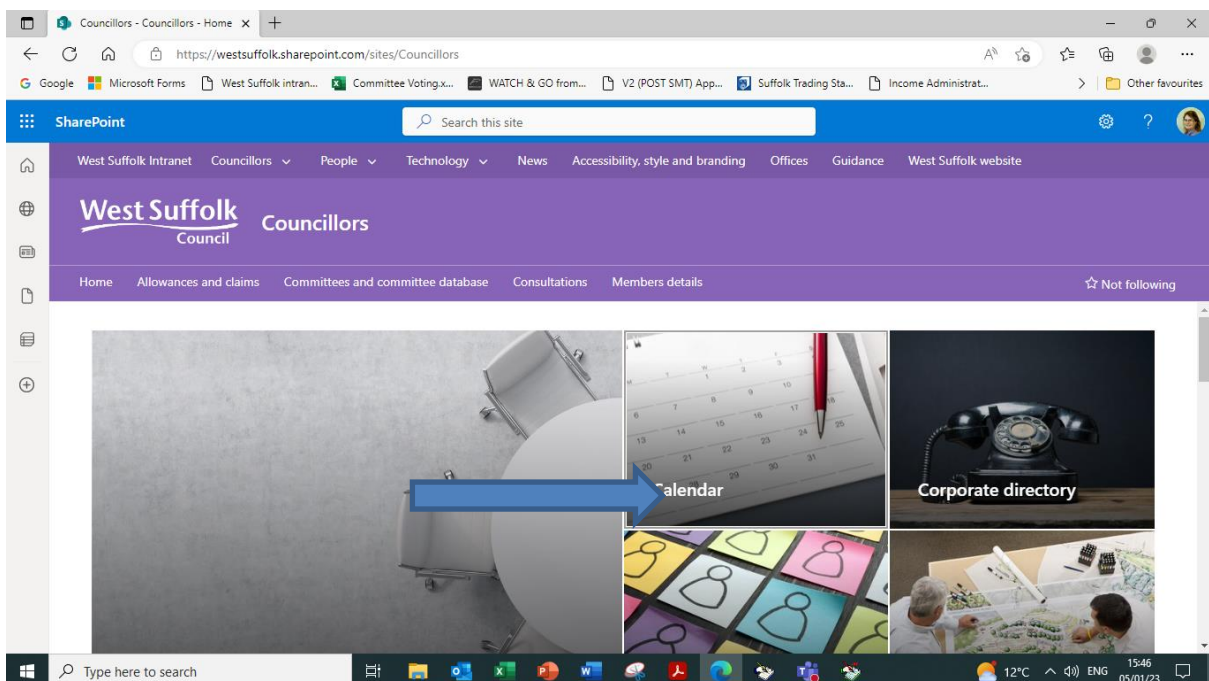 Councillors - Councillors - Home
https://westsuffolk.sharepoint.com/sites/Councillors
Google Microsoft Forms West Suffolk intran... Committee Voting.x... WATCH & GO from... V2 (POST SMT) App... Suffolk Trading Sta... Income Administrat... Other favourites
SharePoint Search this site
West Suffolk Intranet Councillors People Technology News Accessibility, style and branding Offices Guidance West Suffolk website
West Suffolk
Council
Councillors
Home Allowances and claims Committees and committee database Consultations Members details Not following
Calendar Corporate directory
Type here to search 12°C ENG 15:46
05/01/23